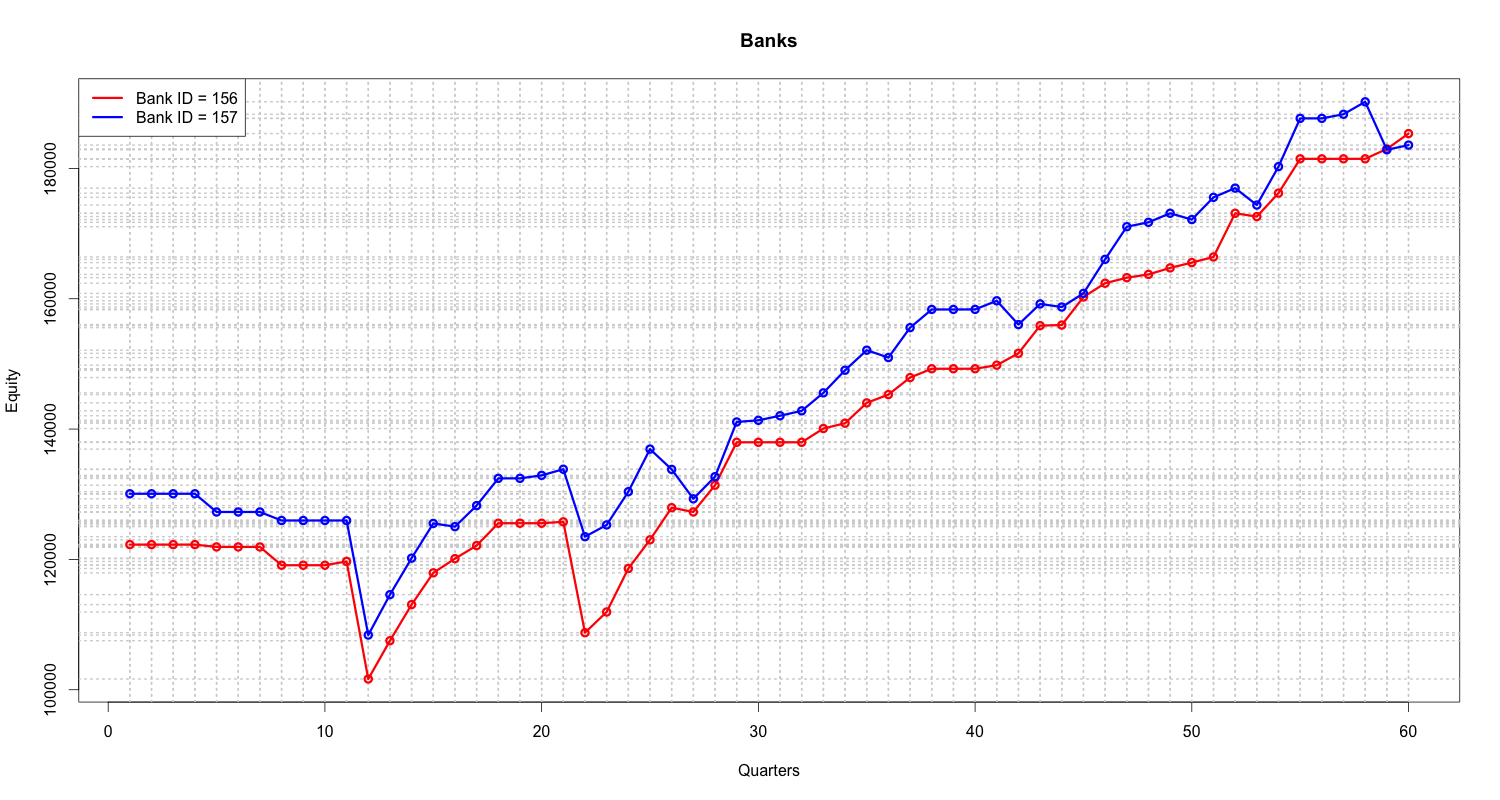 Banks
Bank ID = 156
Bank ID = 157
Equity
180000
160000
140000
120000
100000
0 10 20 30 40 50 60
Quarters